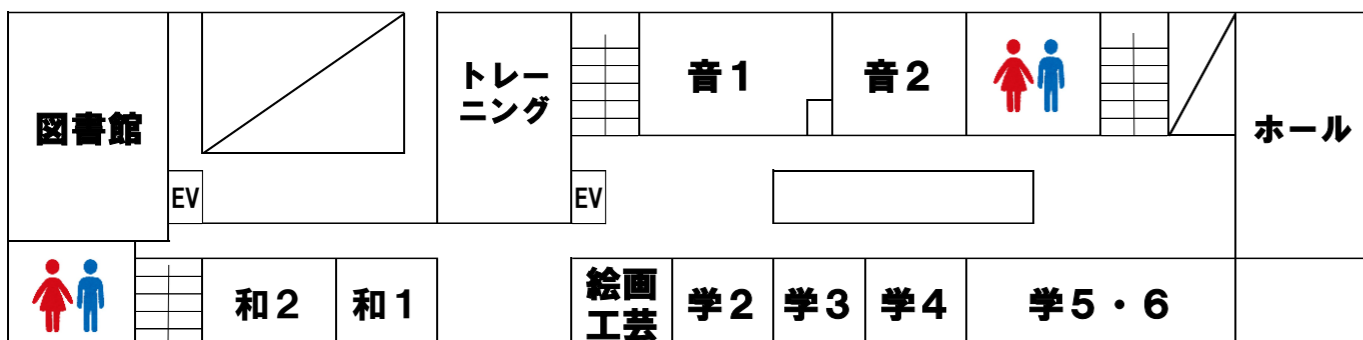 図書館
EV
トレー
ニング
音1
音2
ホール
EV
和2
和1
絵画
工芸
学2
学3
学4
学5・6